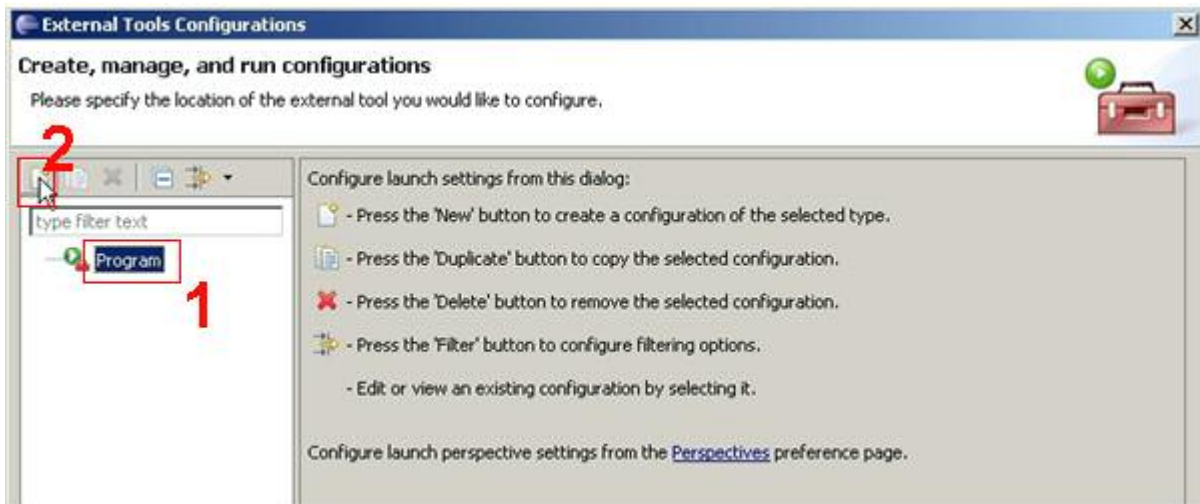 External Tools Configurations
Create, manage, and run configurations
Please specify the location of the external tool you would like to configure.
2
type filter text
Program
1
Configure launch settings from this dialog:
- Press the 'New' button to create a configuration of the selected type.
- Press the 'Duplicate' button to copy the selected configuration.
- Press the 'Delete' button to remove the selected configuration.
- Press the 'Filter' button to configure filtering options.
- Edit or view an existing configuration by selecting it.
Configure launch perspective settings from the Perspectives preference page.